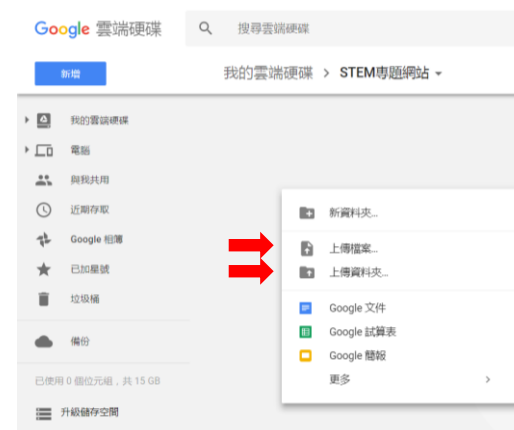 Google 雲端硬碟
搜尋雲端硬碟
新增
我的雲端硬碟 > STEM專題網站
我的雲端硬碟
電腦
與我共用
近期存取
Google 相簿
已加星號
垃圾桶
備份
已使用 0 個位元組，共 15 GB
升級儲存空間
新資料夾...
上傳檔案...
上傳資料夾...
Google 文件
Google 試算表
Google 簡報
更多